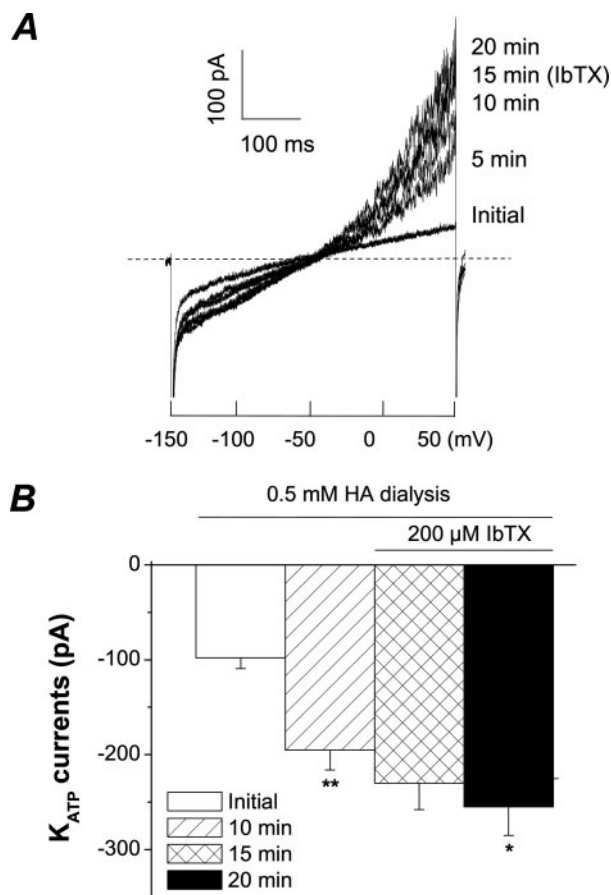 A
100 pA
100 ms
20 min
15 min (IbTX)
10 min
5 min
Initial
-150 -100 -50 0 50 (mV)
B
0.5 mM HA dialysis
200 µM IbTX
K_ATP currents (pA)
0
-100
-200
-300
**
*
Initial
10 min
15 min
20 min